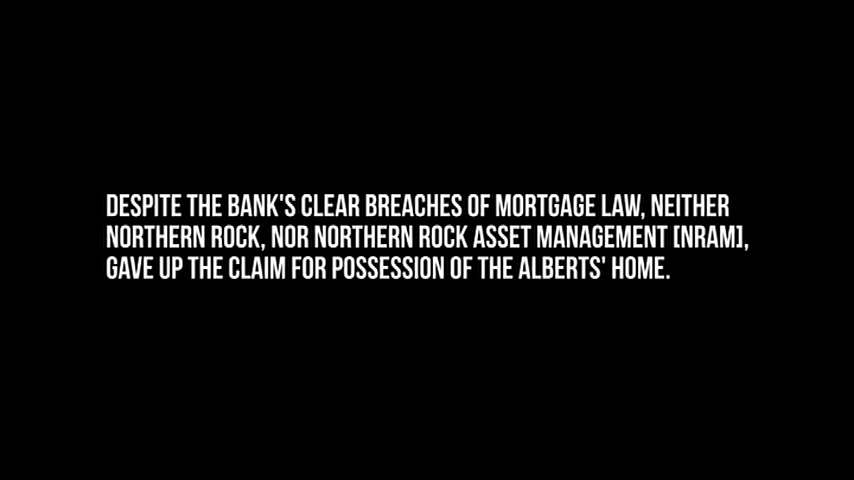 DESPITE THE BANK'S CLEAR BREACHES OF MORTGAGE LAW, NEITHER
NORTHERN ROCK, NOR NORTHERN ROCK ASSET MANAGEMENT [NRAM],
GAVE UP THE CLAIM FOR POSSESSION OF THE ALBERTS' HOME.